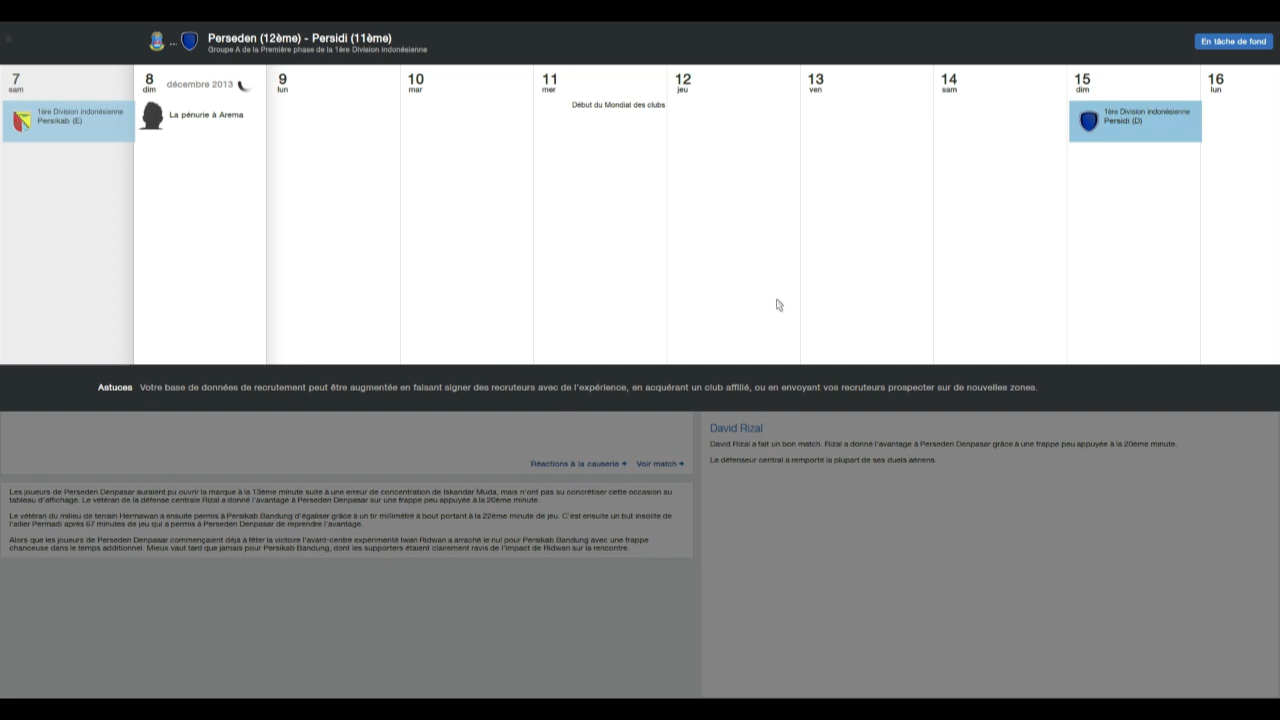 Perseden (12ème) - Persidi (11ème)
Groupe A de la Première phase de la 1ère Division indonésienne
En tâche de fond
7
sam
8
dim
décembre 2013
9
lun
10
mar
11
mer
12
jeu
13
ven
14
sam
15
dim
16
lun
1ère Division indonésienne
Persikab (E)
La pénurie à Arema
Début du Mondial des clubs
1ère Division indonésienne
Persidi (D)
Astuces Votre base de données de recrutement peut être augmentée en faisant signer des recruteurs avec de l'expérience, en acquérant un club affilié, ou en envoyant vos recruteurs prospecter sur de nouvelles zones.
Réactions à la causerie Voir match
Les joueurs de Perseden Denpasar auraient pu ouvrir la marque à la 13ème minute suite à une erreur de concentration de Iskandar Muda, mais n'ont pas su concrétiser cette occasion au
tableau d'affichage. Le vétéran de la défense centrale Rizal a donné l'avantage à Perseden Denpasar sur une frappe peu appuyée à la 20ème minute.
Le vétéran du milieu de terrain Hermawan a ensuite permis à Persikab Bandung d'égaliser grâce à un tir millimétré à bout portant à la 22ème minute de jeu. C'est ensuite un but insolite de
l'ailier Permadi après 67 minutes de jeu qui a permis à Perseden Denpasar de reprendre l'avantage.
Alors que les joueurs de Perseden Denpasar commençaient déjà à fêter la victoire l'avant-centre expérimenté Iwan Ridwan a arraché le nul pour Persikab Bandung avec une frappe
chanceuse dans le temps additionnel. Mieux vaut tard que jamais pour Persikab Bandung, dont les supporters étaient clairement ravis de l'impact de Ridwan sur la rencontre.
David Rizal
David Rizal a fait un bon match. Rizal a donné l'avantage à Perseden Denpasar grâce à une frappe peu appuyée à la 20ème minute.
Le défenseur central a remporté la plupart de ses duels aériens.